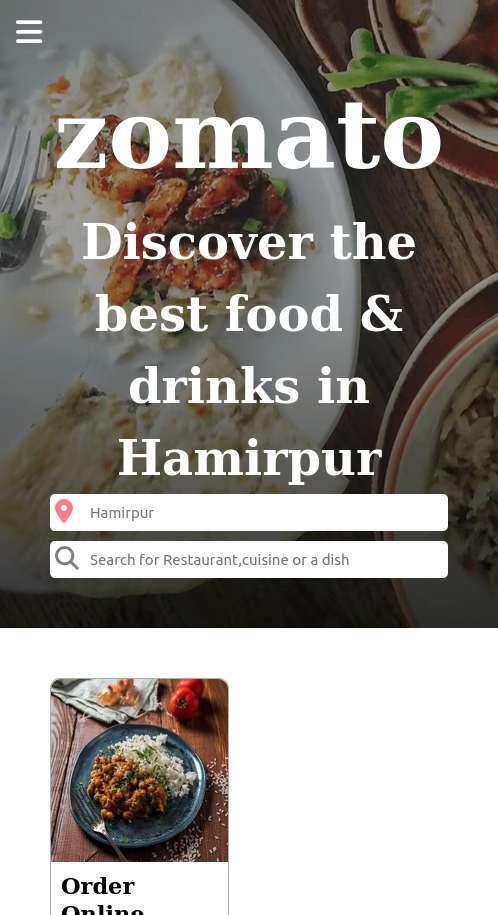 zomato
Discover the
best food &
drinks in
Hamirpur
Hamirpur
Search for Restaurant,cuisine or a dish
Order
Online